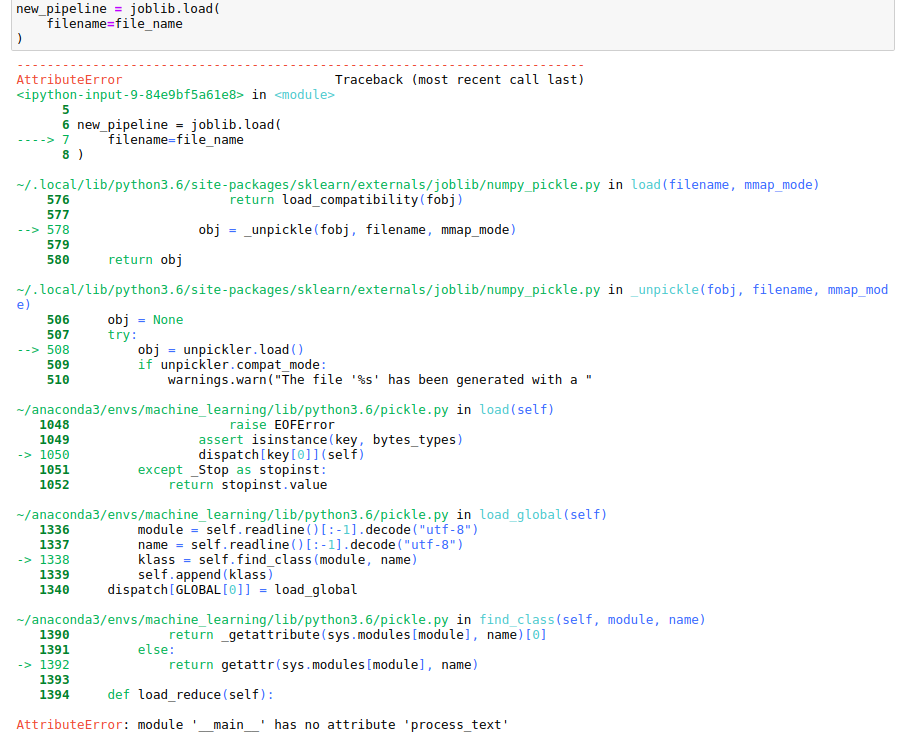 new_pipeline = joblib.load(
    filename=file_name
)
---------------------------------------------------------------------------
AttributeError                            Traceback (most recent call last)
<ipython-input-9-84e9bf5a61e8> in <module>
      5 
      6 new_pipeline = joblib.load(
----> 7     filename=file_name
      8 )

~/.local/lib/python3.6/site-packages/sklearn/externals/joblib/numpy_pickle.py in load(filename, mmap_mode)
    576                     return load_compatibility(fobj)
    577 
--> 578                 obj = _unpickle(fobj, filename, mmap_mode)
    579 
    580     return obj

~/.local/lib/python3.6/site-packages/sklearn/externals/joblib/numpy_pickle.py in _unpickle(fobj, filename, mmap_mod
e)
    506     obj = None
    507     try:
--> 508         obj = unpickler.load()
    509         if unpickler.compat_mode:
    510             warnings.warn("The file '%s' has been generated with a "

~/anaconda3/envs/machine_learning/lib/python3.6/pickle.py in load(self)
   1048                     raise EOFError
   1049                 assert isinstance(key, bytes_types)
-> 1050                 dispatch[key[0]](self)
   1051         except _Stop as stopinst:
   1052             return stopinst.value

~/anaconda3/envs/machine_learning/lib/python3.6/pickle.py in load_global(self)
   1336         module = self.readline()[:-1].decode("utf-8")
   1337         name = self.readline()[:-1].decode("utf-8")
-> 1338         klass = self.find_class(module, name)
   1339         self.append(klass)
   1340     dispatch[GLOBAL[0]] = load_global

~/anaconda3/envs/machine_learning/lib/python3.6/pickle.py in find_class(self, module, name)
   1390             return _getattribute(sys.modules[module], name)[0]
   1391         else:
-> 1392             return getattr(sys.modules[module], name)
   1393 
   1394     def load_reduce(self):

AttributeError: module '__main__' has no attribute 'process_text'